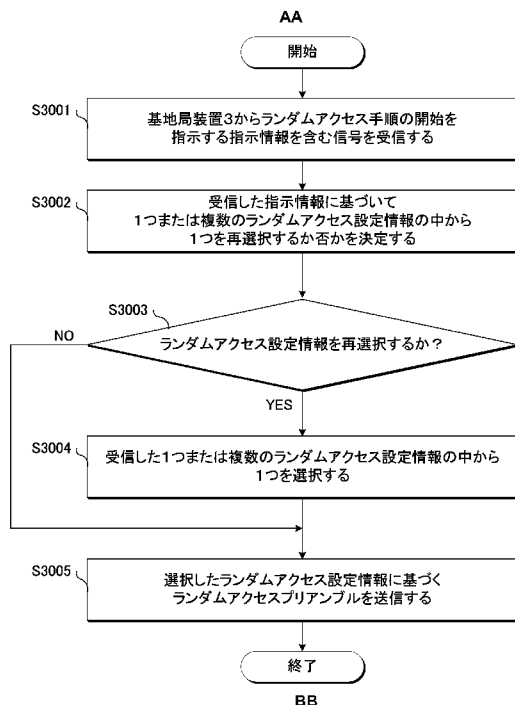 AA
開始
S3001
基地局装置3からランダムアクセス手順の開始を
指示する指示情報を含む信号を受信する
S3002
受信した指示情報に基づいて
1つまたは複数のランダムアクセス設定情報の中から
1つを再選択するか否かを決定する
S3003
NO
ランダムアクセス設定情報を再選択するか？
YES
S3004
受信した1つまたは複数のランダムアクセス設定情報の中から
1つを選択する
S3005
選択したランダムアクセス設定情報に基づく
ランダムアクセスプリアンブルを送信する
終了
BB